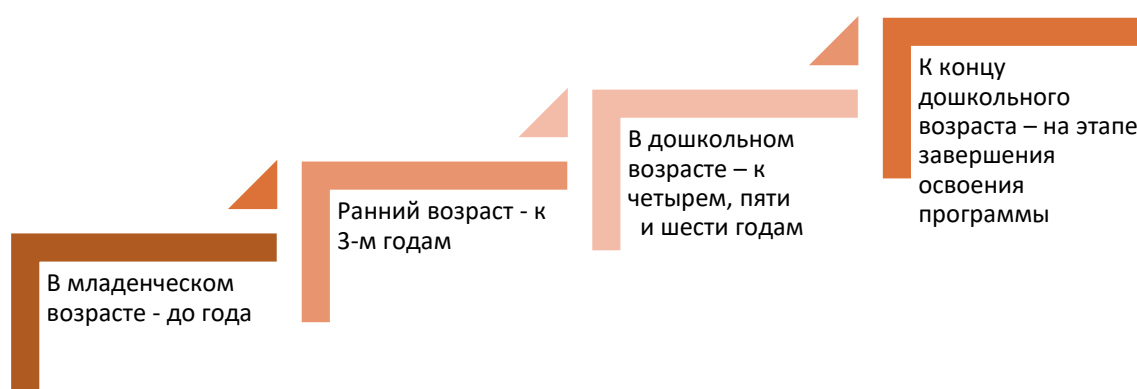 В младенческом
возрасте - до года
Ранний возраст - к
3-м годам
В дошкольном
возрасте – к
четырем, пяти
и шести годам
К концу
дошкольного
возраста – на этапе
завершения
освоения
программы